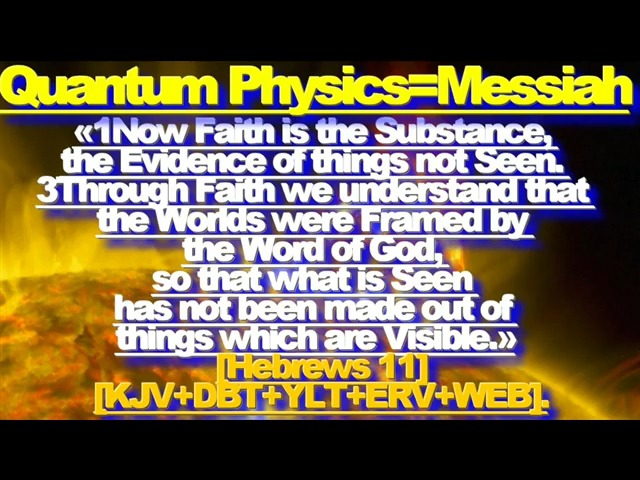 Quantum Physics=Messiah
«1Now Faith is the Substance,
the Evidence of things not Seen.
3Through Faith we understand that
the Worlds were Framed by
the Word of God,
so that what is Seen
has not been made out of
things which are Visible.»
[Hebrews 11]
[KJV+DBT+YLT+ERV+WEB].